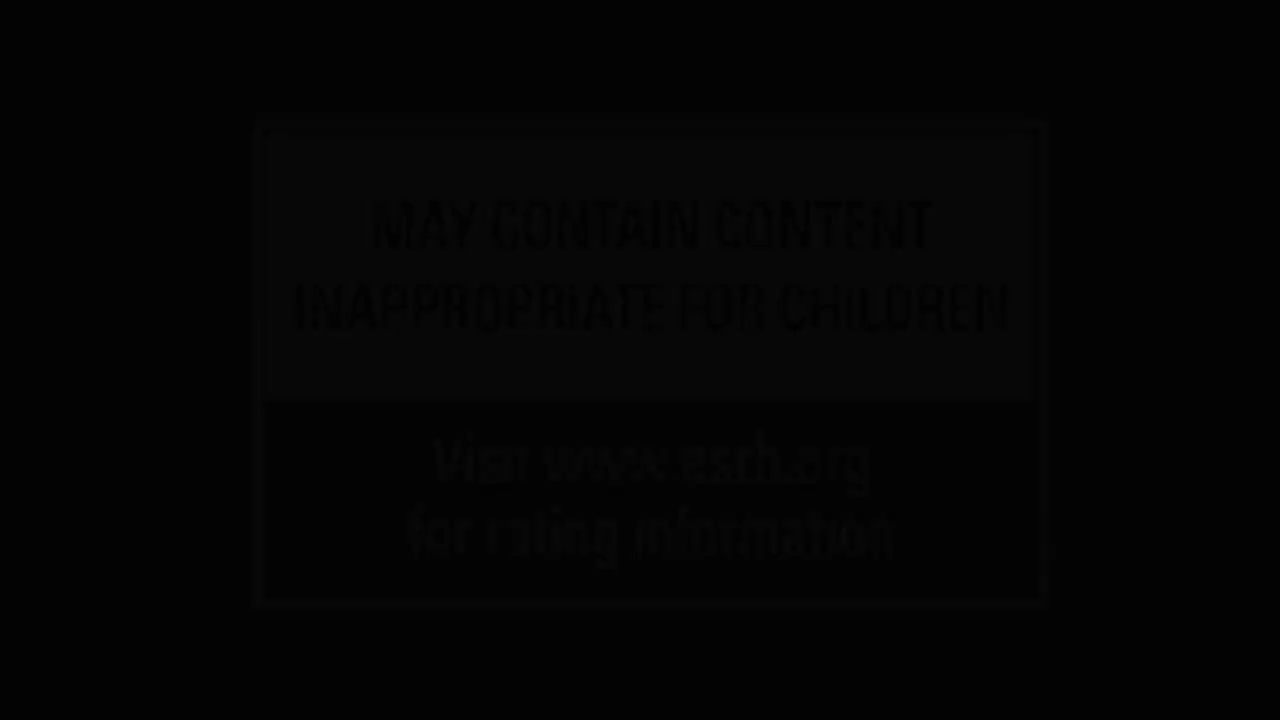 MAY CONTAIN CONTENT
INAPPROPRIATE FOR CHILDREN
Visit www.esrb.org
for rating information